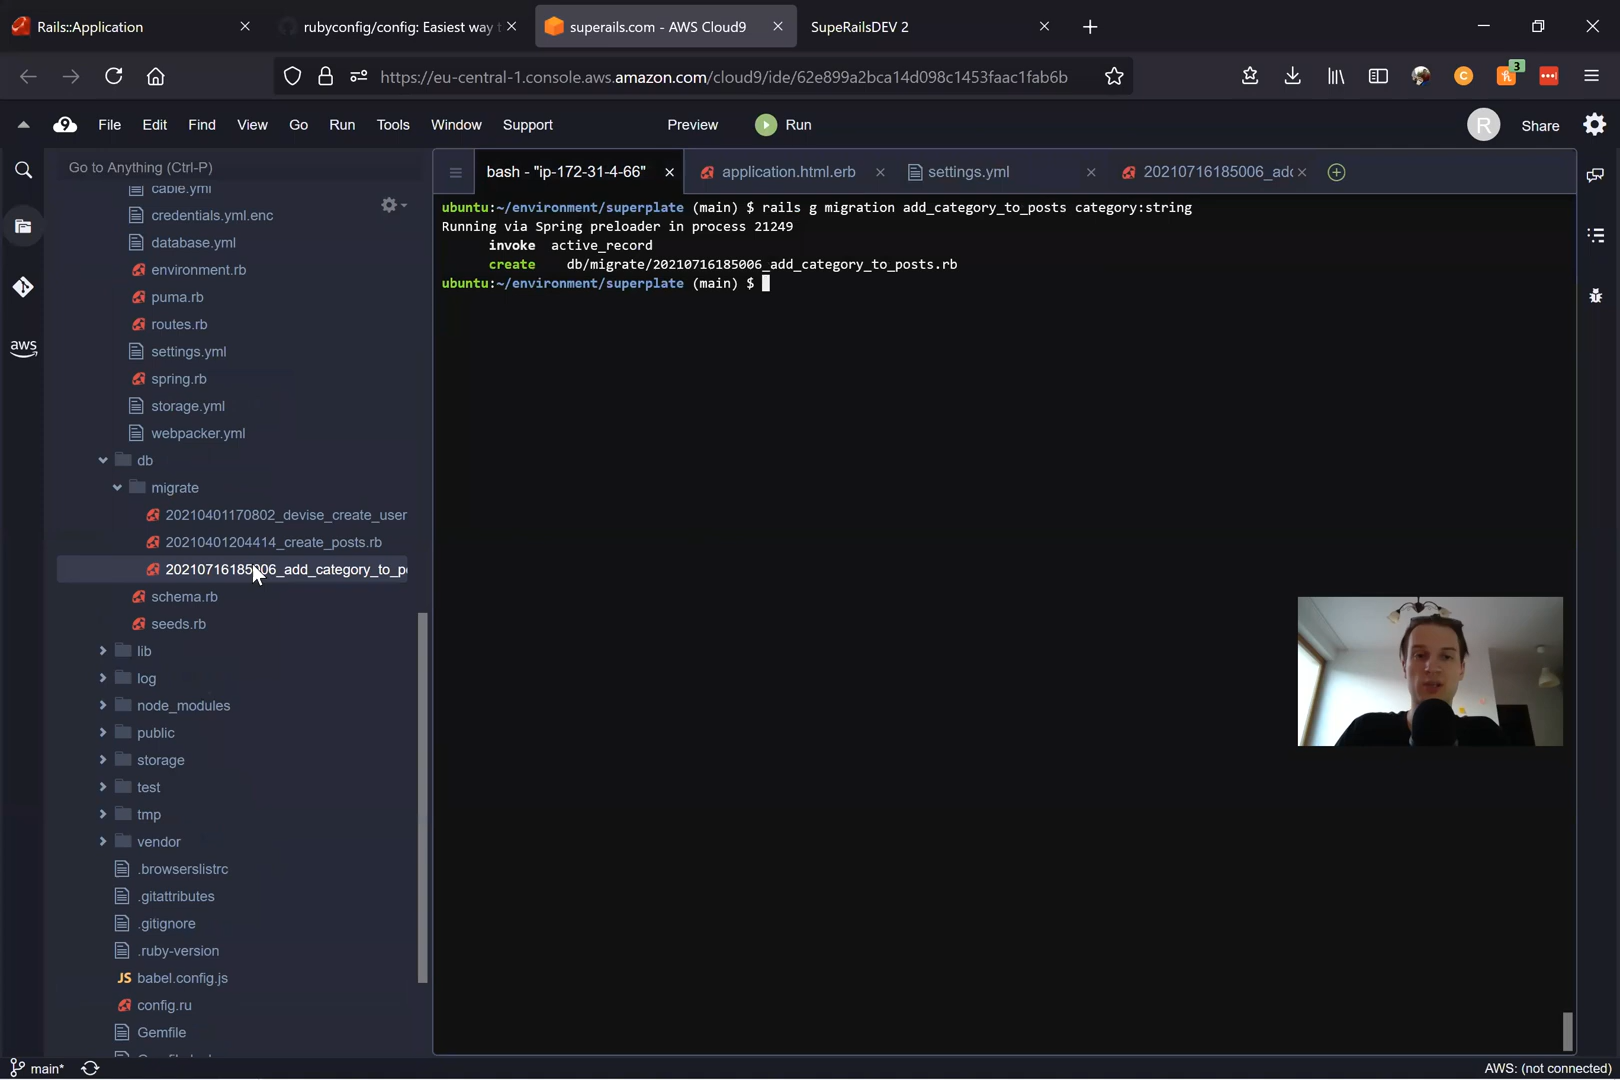 Rails::Application
rubyconfig/config: Easiest way t
superails.com - AWS Cloud9
SupeRailsDEV 2
https://eu-central-1.console.aws.amazon.com/cloud9/ide/62e899a2bca14d098c1453faac1fab6b
C
3
9
File
Edit
Find
View
Go
Run
Tools
Window
Support
Preview
Run
R
Share
Go to Anything (Ctrl-P)
bash - "ip-172-31-4-66"
application.html.erb
settings.yml
20210716185006_add
aws
cable.yml
credentials.yml.enc
database.yml
environment.rb
puma.rb
routes.rb
settings.yml
spring.rb
storage.yml
webpacker.yml
db
migrate
20210401170802_devise_create_user
20210401204414_create_posts.rb
20210716185006_add_category_to_po
schema.rb
seeds.rb
lib
log
node_modules
public
storage
test
tmp
vendor
.browserslistrc
.gitattributes
.gitignore
.ruby-version
JS babel.config.js
config.ru
Gemfile
ubuntu:~/environment/superplate (main) $ rails g migration add_category_to_posts category:string
Running via Spring preloader in process 21249
invoke active_record
create db/migrate/20210716185006_add_category_to_posts.rb
ubuntu:~/environment/superplate (main) $
main*
AWS: (not connected)